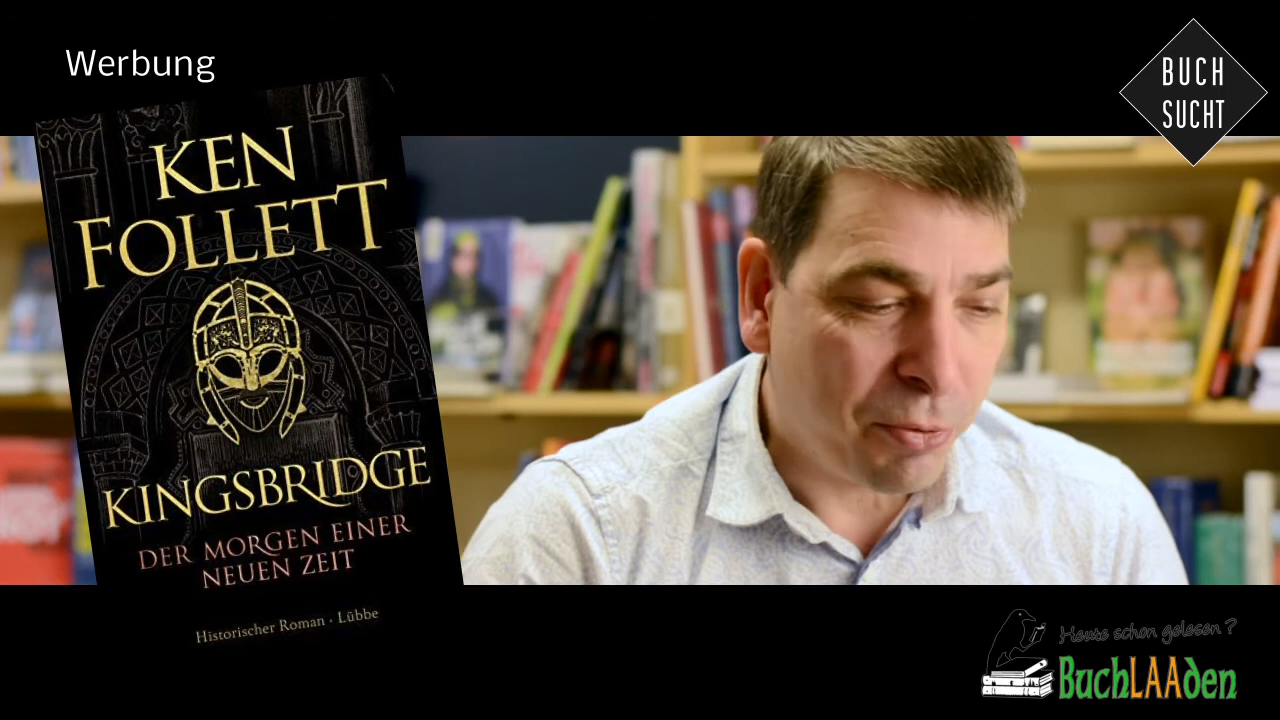 Werbung
BUCH
SUCHT
KEN
FOLLETT
KINGSBRIDGE
DER MORGEN EINER
NEUEN ZEIT
Historischer Roman · Lübbe
Heute schon gelesen ?
BuchLAAden